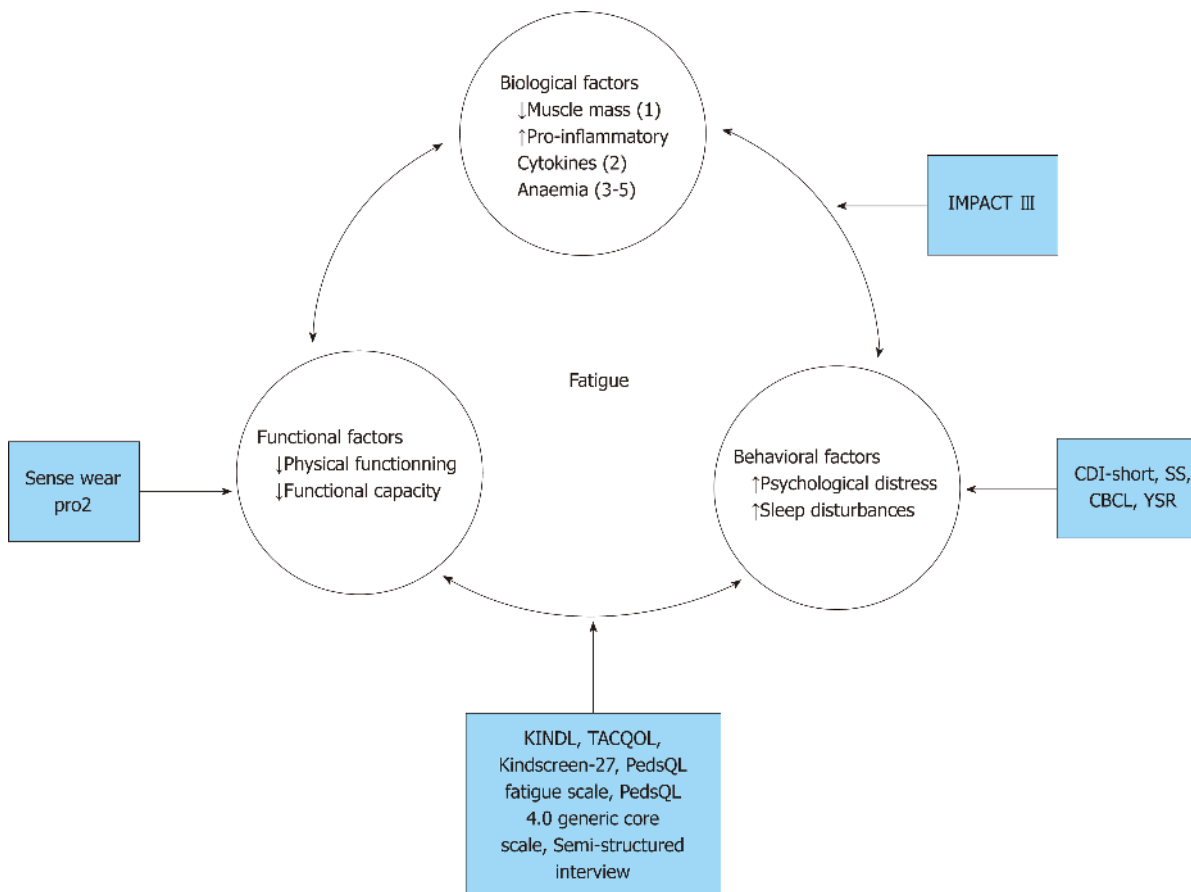 Biological factors
↓Muscle mass (1)
↑Pro-inflammatory
Cytokines (2)
Anaemia (3-5)
IMPACT Ⅲ
Fatigue
Functional factors
↓Physical functionning
↓Functional capacity
Sense wear
pro2
Behavioral factors
↑Psychological distress
↑Sleep disturbances
CDI-short, SS,
CBCL, YSR
KINDL, TACQOL,
Kindscreen-27, PedsQL
fatigue scale, PedsQL
4.0 generic core
scale, Semi-structured
interview